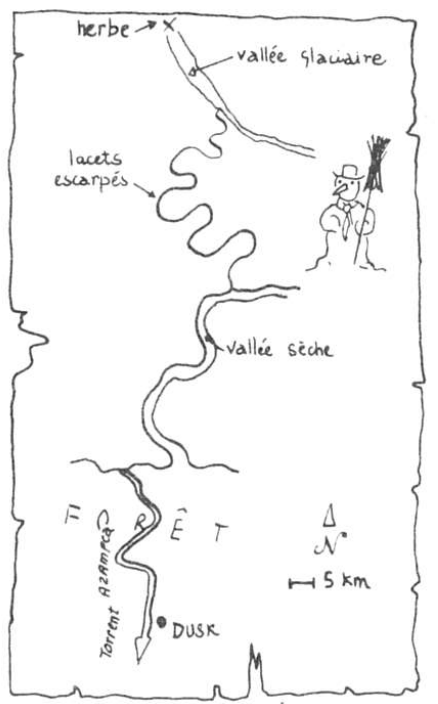 herbe
vallée glaciaire
lacets
escarpés
vallée sèche
F O R Ê T
N
5 km
Torrent AZAMPCA
DUSK